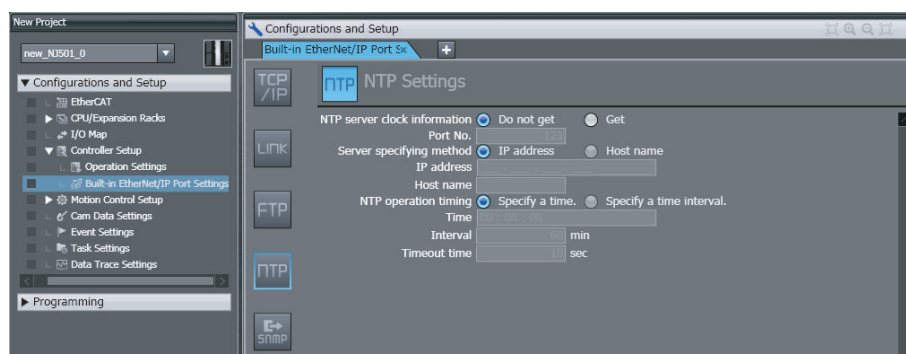 New Project
new_NJ501_0
Configurations and Setup
EtherCAT
CPU/Expansion Racks
I/O Map
Controller Setup
Operation Settings
Built-in EtherNet/IP Port Settings
Motion Control Setup
Cam Data Settings
Event Settings
Task Settings
Data Trace Settings
Programming
Configurations and Setup
Built-in EtherNet/IP Port S
TCP
/IP
LINK
FTP
NTP
SNMP
NTP NTP Settings
NTP server clock information Do not get Get
Port No. 123
Server specifying method IP address Host name
IP address
Host name
NTP operation timing Specify a time. Specify a time interval.
Time 00 : 00 : 00
Interval 60 min
Timeout time 10 sec